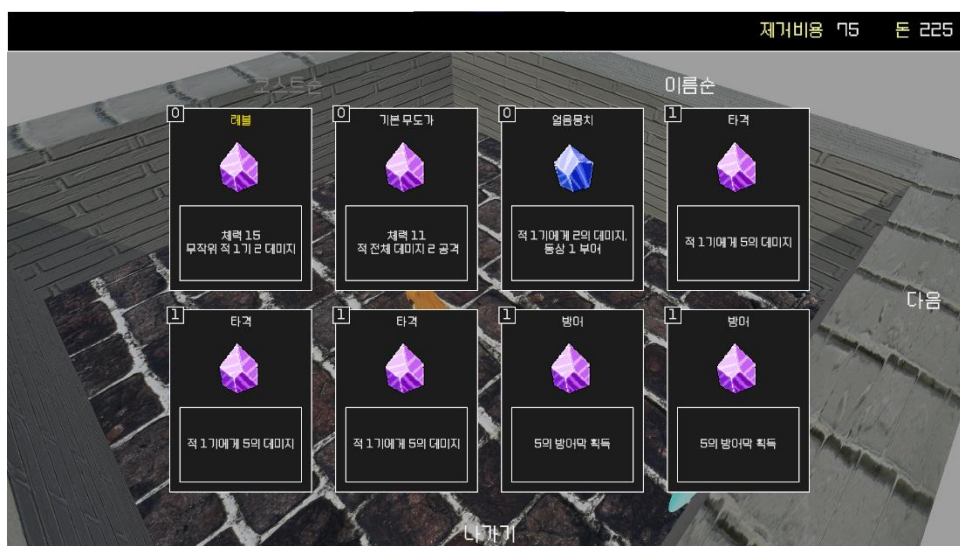 제거비용 75 돈 225
코스트순 이름순
0 레블
체력 15
무작위 적 1기 2 데미지
0 기본 무도가
체력 11
적 전체 데미지 2 공격
0 얼음뭉치
적 1기에게 2의 데미지.
동상 1 부여
1 타격
적 1기에게 5의 데미지
다음
1 타격
적 1기에게 5의 데미지
1 타격
적 1기에게 5의 데미지
1 방어
5의 방어막 획득
1 방어
5의 방어막 획득
나가기